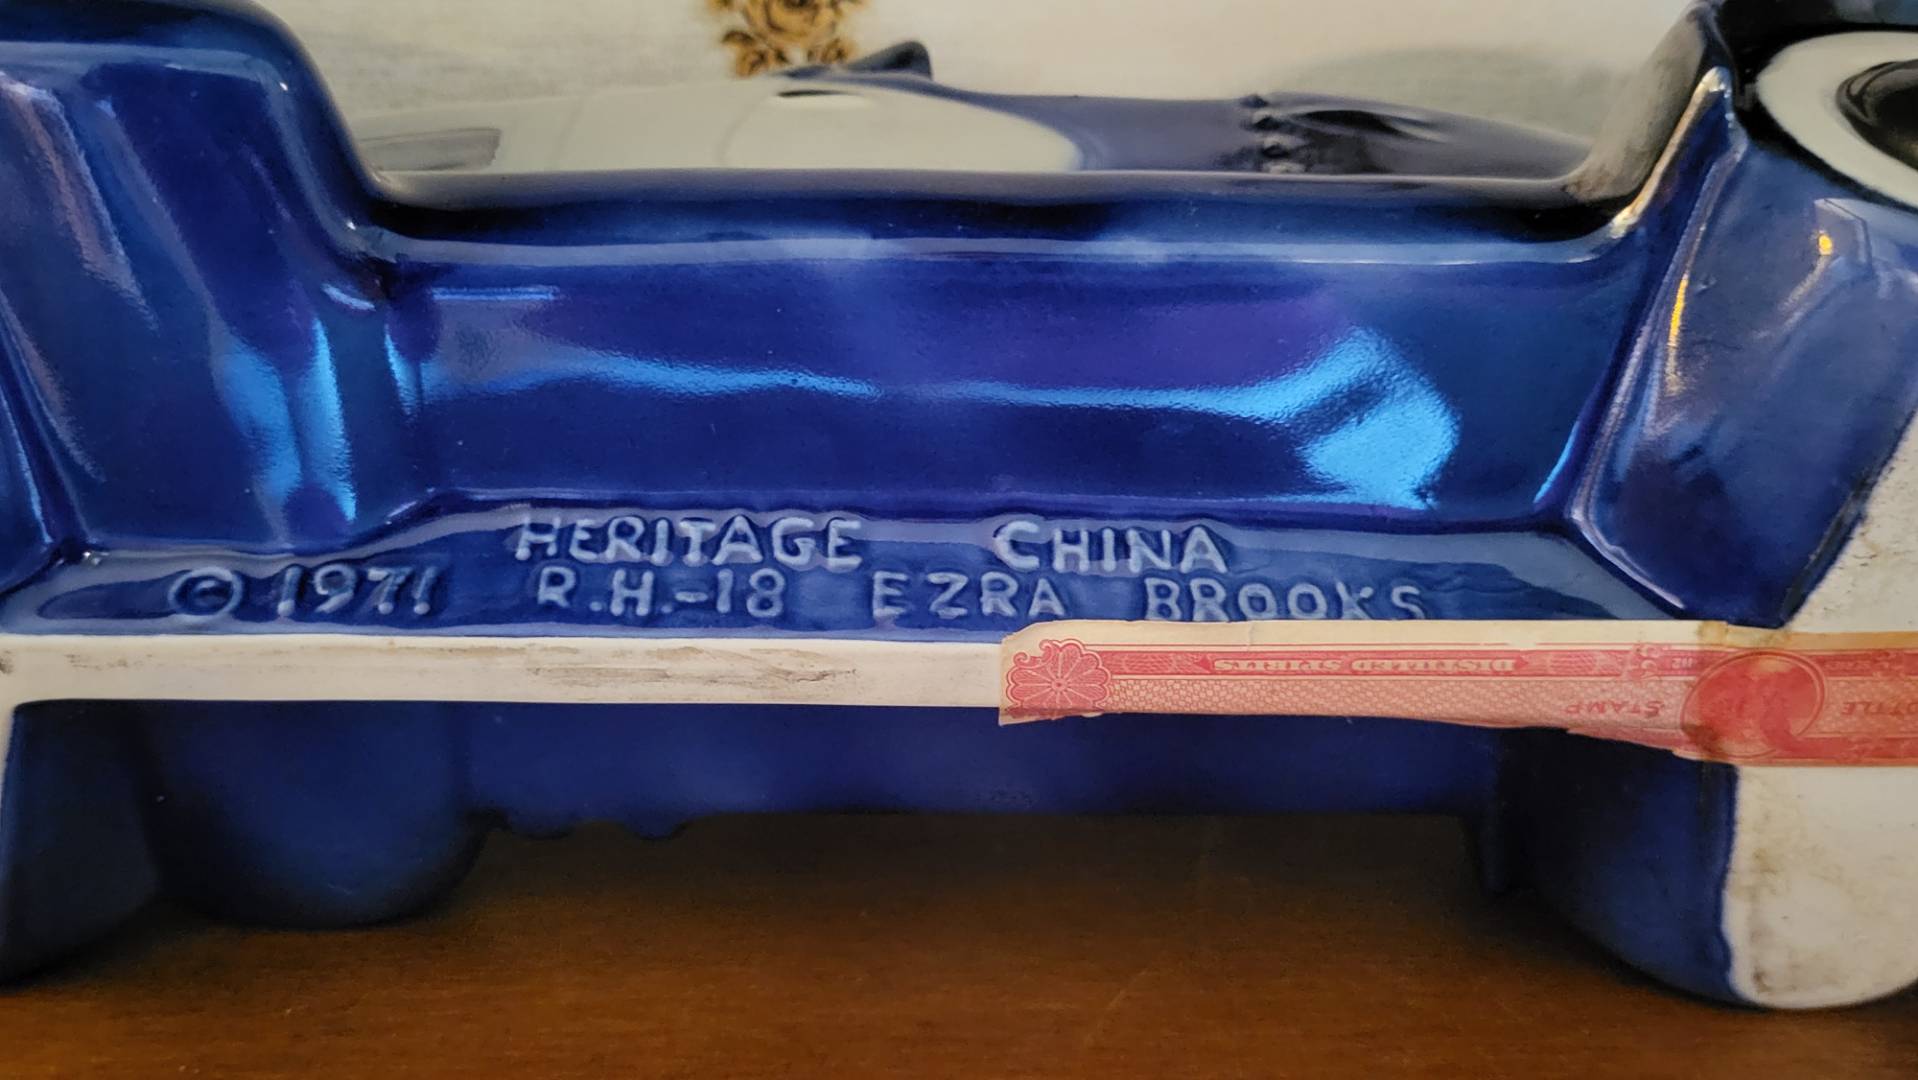 HERITAGE CHINA
© 1971 R.H.-18 EZRA BROOKS
DISTILLED SPIRITS
STAMP